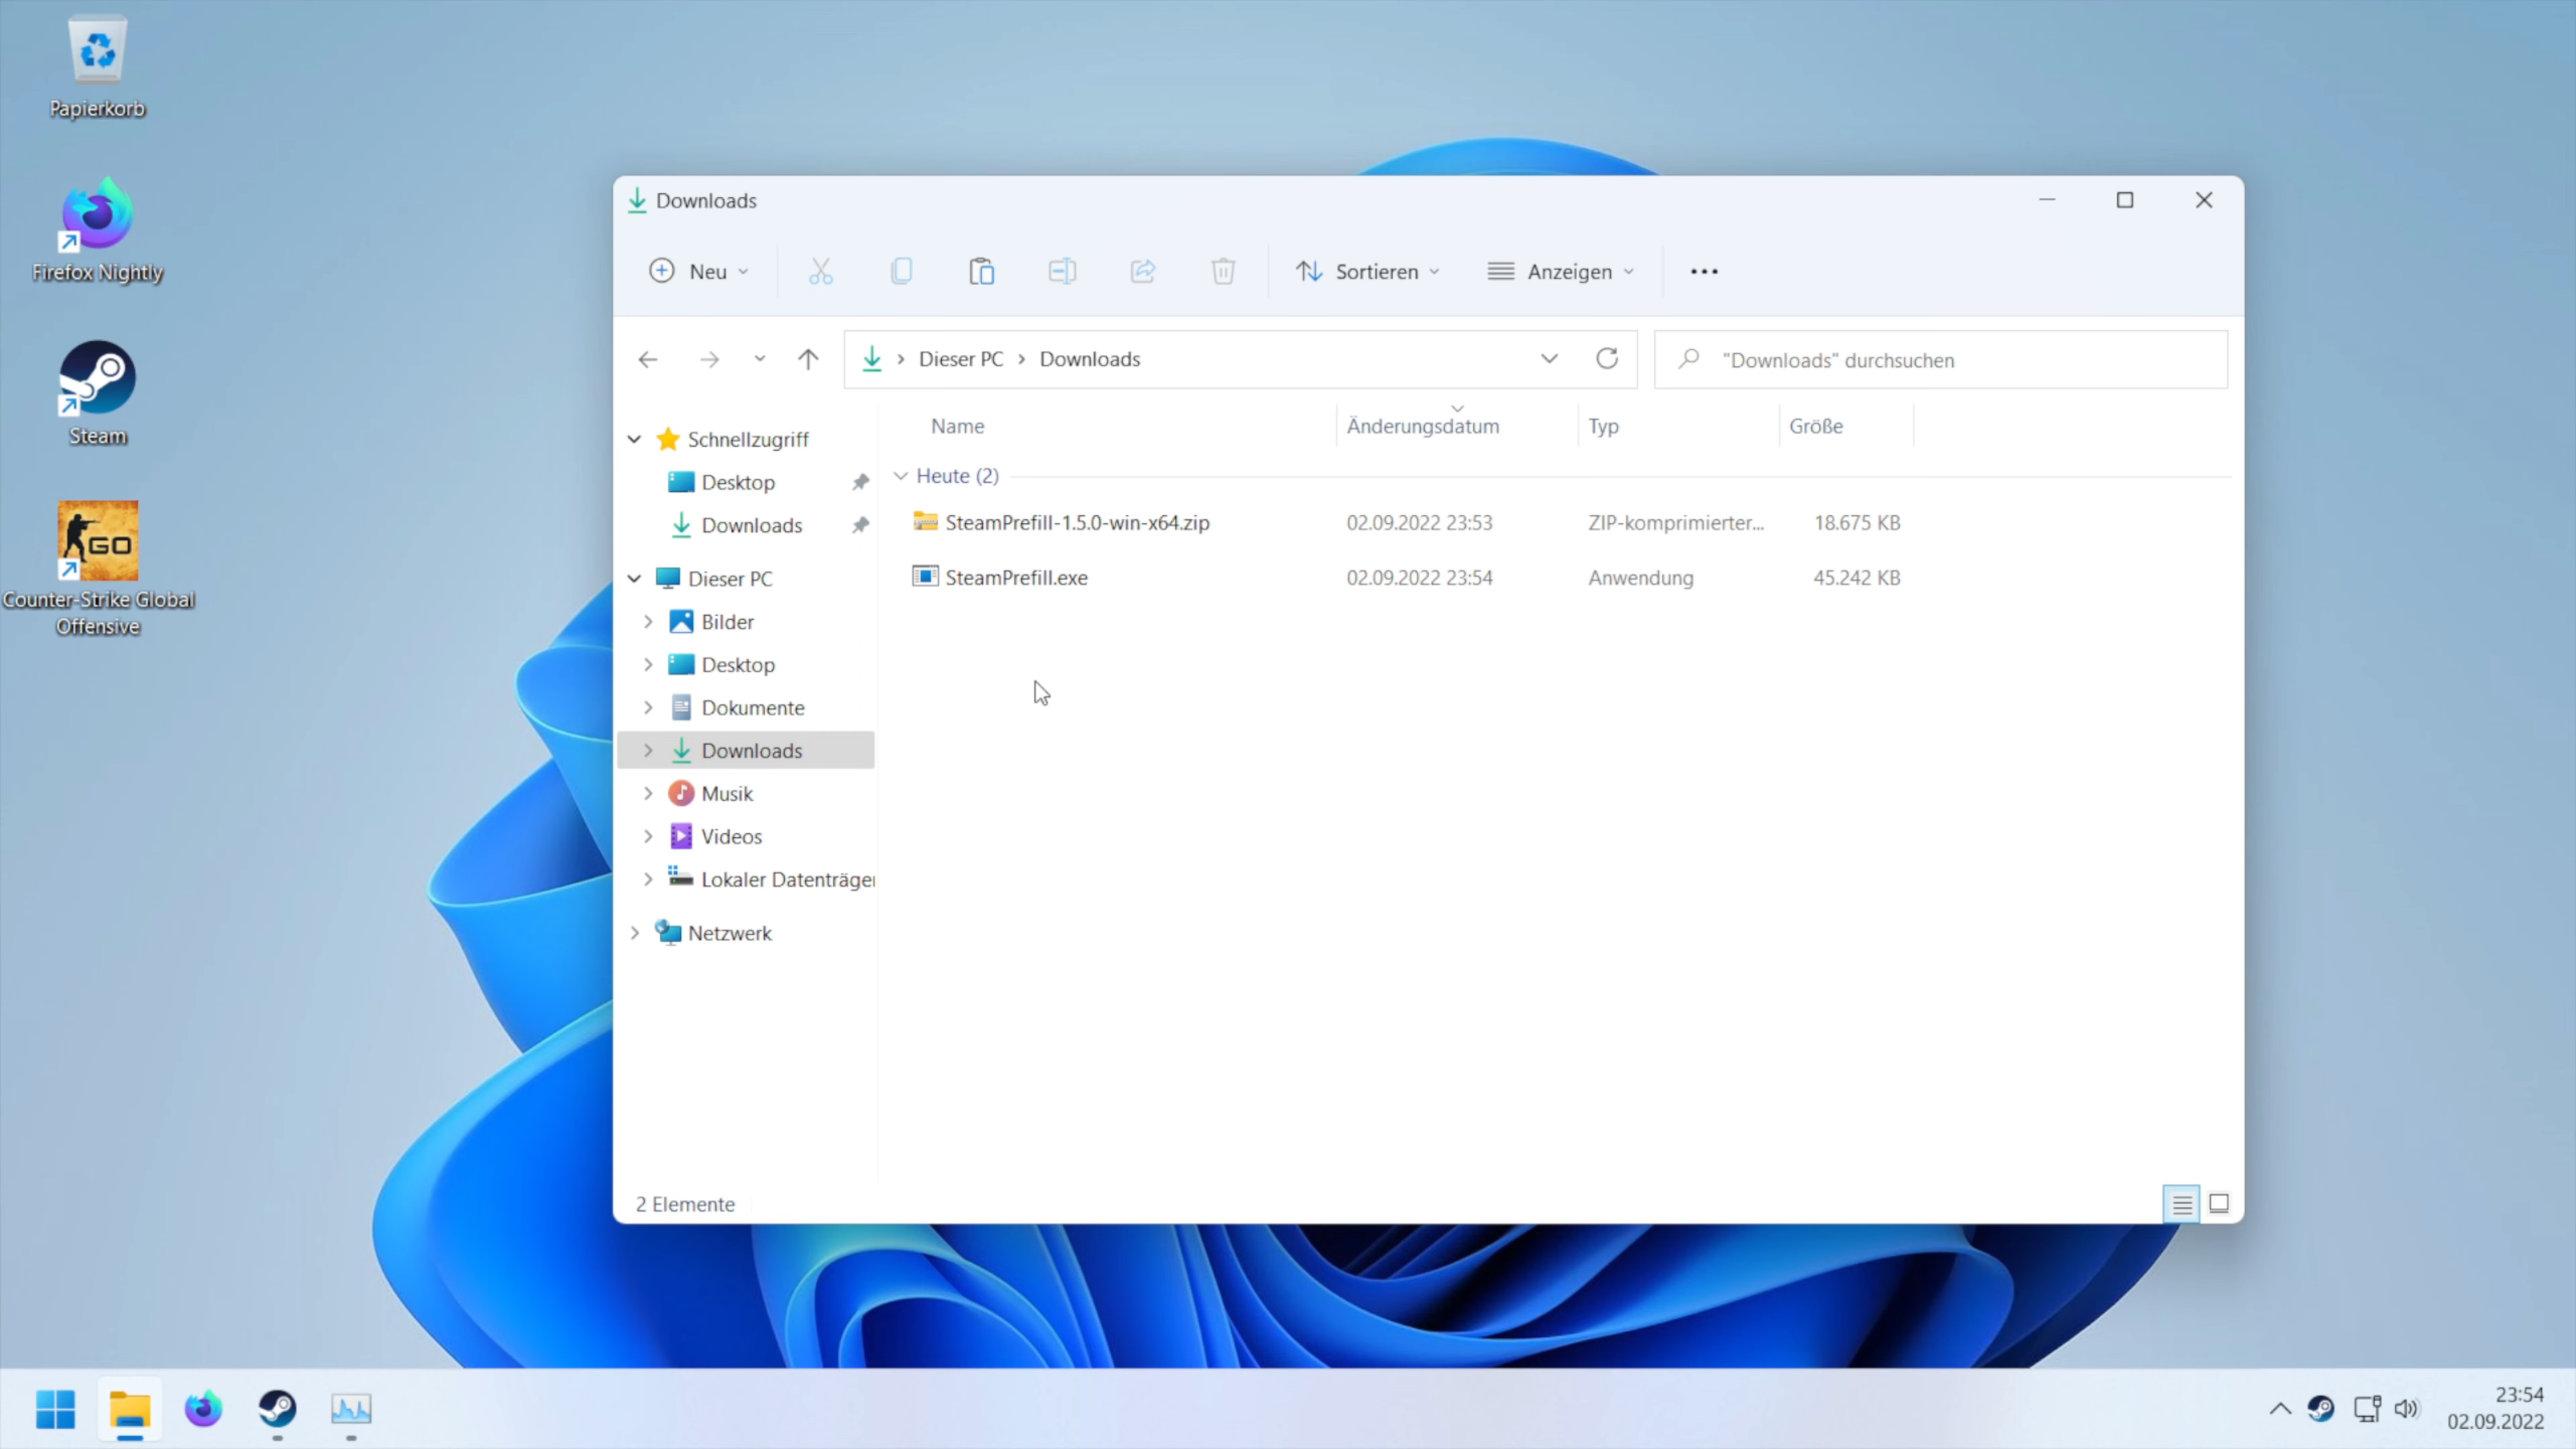 Papierkorb
Firefox Nightly
Steam
GO
Counter-Strike Global
Offensive
Downloads
Neu
Sortieren
Anzeigen
Dieser PC
Downloads
"Downloads" durchsuchen
Name
Änderungsdatum
Typ
Größe
Schnellzugriff
Desktop
Downloads
Dieser PC
Bilder
Desktop
Dokumente
Downloads
Musik
Videos
Lokaler Datenträger
Netzwerk
Heute (2)
SteamPrefill-1.5.0-win-x64.zip 02.09.2022 23:53 ZIP-komprimierter... 18.675 KB
SteamPrefill.exe 02.09.2022 23:54 Anwendung 45.242 KB
2 Elemente
23:54
02.09.2022